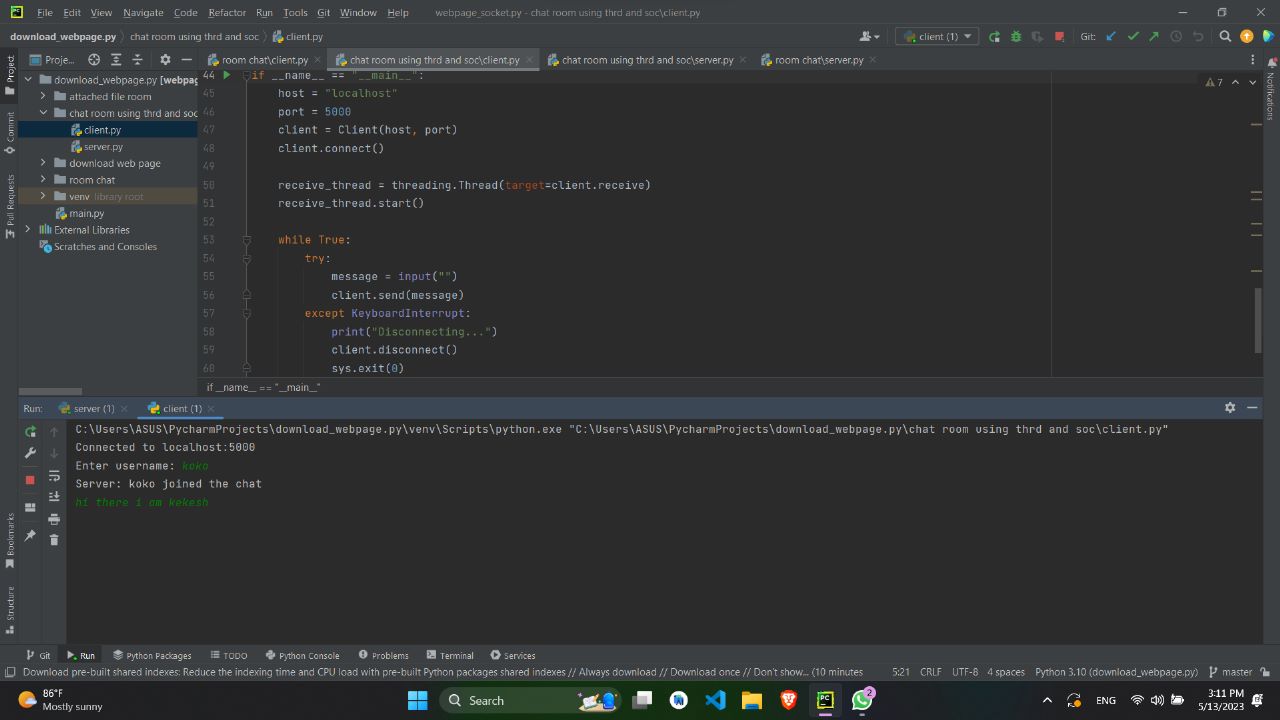 File Edit View Navigate Code Refactor Run Tools Git Window Help webpage_socket.py - chat room using thrd and soc\client.py
download_webpage.py chat room using thrd and soc client.py client (1) Git:
Project
Proje... room chat\client.py chat room using thrd and soc\client.py chat room using thrd and soc\server.py room chat\server.py
download_webpage.py [webpag
attached file room
chat room using thrd and soc
client.py
server.py
download web page
room chat
venv library root
main.py
External Libraries
Scratches and Consoles
Commit
Pull Requests
44 if __name__ == "__main__":
45 host = "localhost"
46 port = 5000
47 client = Client(host, port)
48 client.connect()
49
50 receive_thread = threading.Thread(target=client.receive)
51 receive_thread.start()
52
53 while True:
54 try:
55 message = input("")
56 client.send(message)
57 except KeyboardInterrupt:
58 print("Disconnecting...")
59 client.disconnect()
60 sys.exit(0)
7
Notifications
if __name__ == "__main__"
Run: server (1) client (1)
C:\Users\ASUS\PycharmProjects\download_webpage.py\venv\Scripts\python.exe "C:\Users\ASUS\PycharmProjects\download_webpage.py\chat room using thrd and soc\client.py"
Connected to localhost:5000
Enter username: koko
Server: koko joined the chat
hi there i am kekesh
Bookmarks
Structure
Git Run Python Packages TODO Python Console Problems Terminal Services
Download pre-built shared indexes: Reduce the indexing time and CPU load with pre-built Python packages shared indexes // Always download // Download once // Don't show... (10 minutes 5:21 CRLF UTF-8 4 spaces Python 3.10 (download_webpage.py) master
86°F
Mostly sunny
Search
PC
2
ENG
3:11 PM
5/13/2023